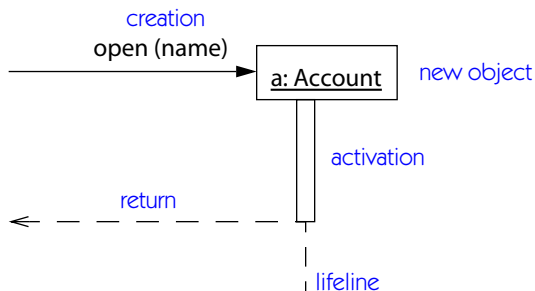 creation
open (name)
a: Account
new object
activation
return
lifeline